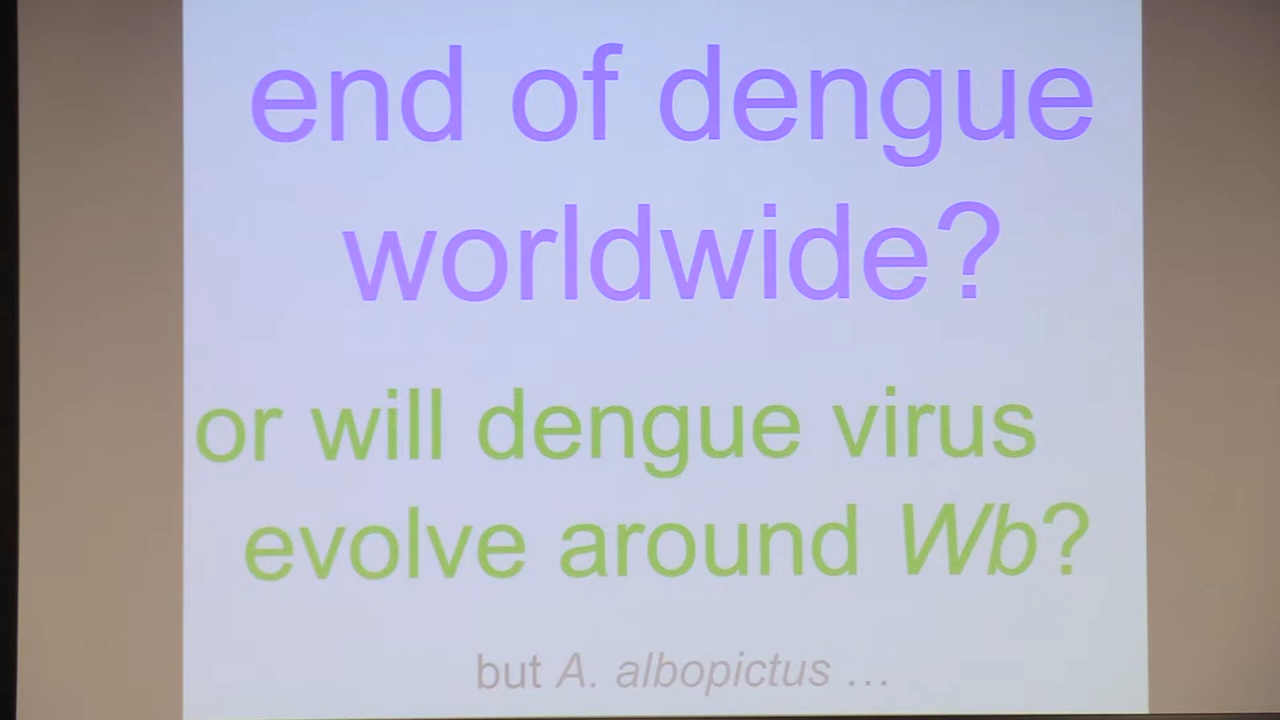 end of dengue
worldwide?
or will dengue virus
evolve around Wb?
but A. albopictus ...